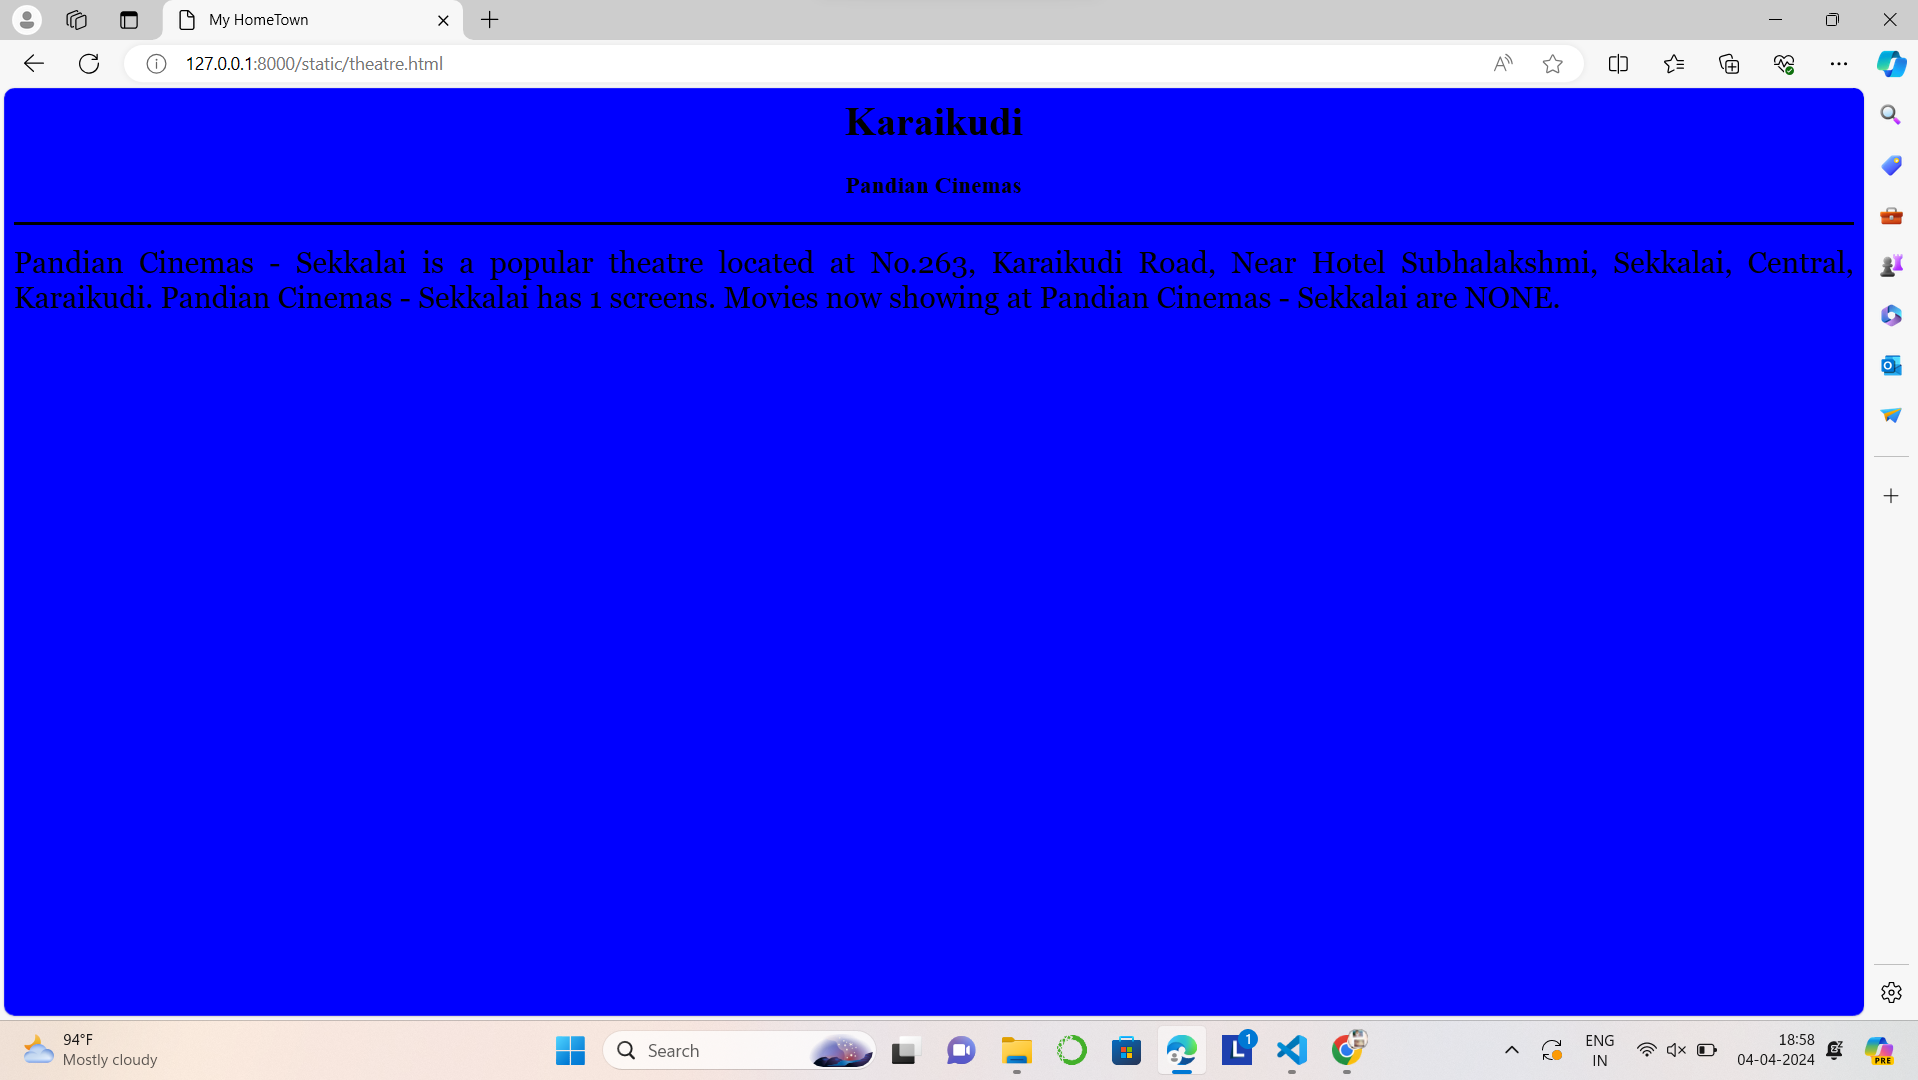 My HomeTown
127.0.0.1:8000/static/theatre.html
Karaikudi
Pandian Cinemas
Pandian Cinemas - Sekkalai is a popular theatre located at No.263, Karaikudi Road, Near Hotel Subhalakshmi, Sekkalai, Central,
Karaikudi. Pandian Cinemas - Sekkalai has 1 screens. Movies now showing at Pandian Cinemas - Sekkalai are NONE.
94°F
Mostly cloudy
Search
1
ENG
IN
18:58
04-04-2024
PRE